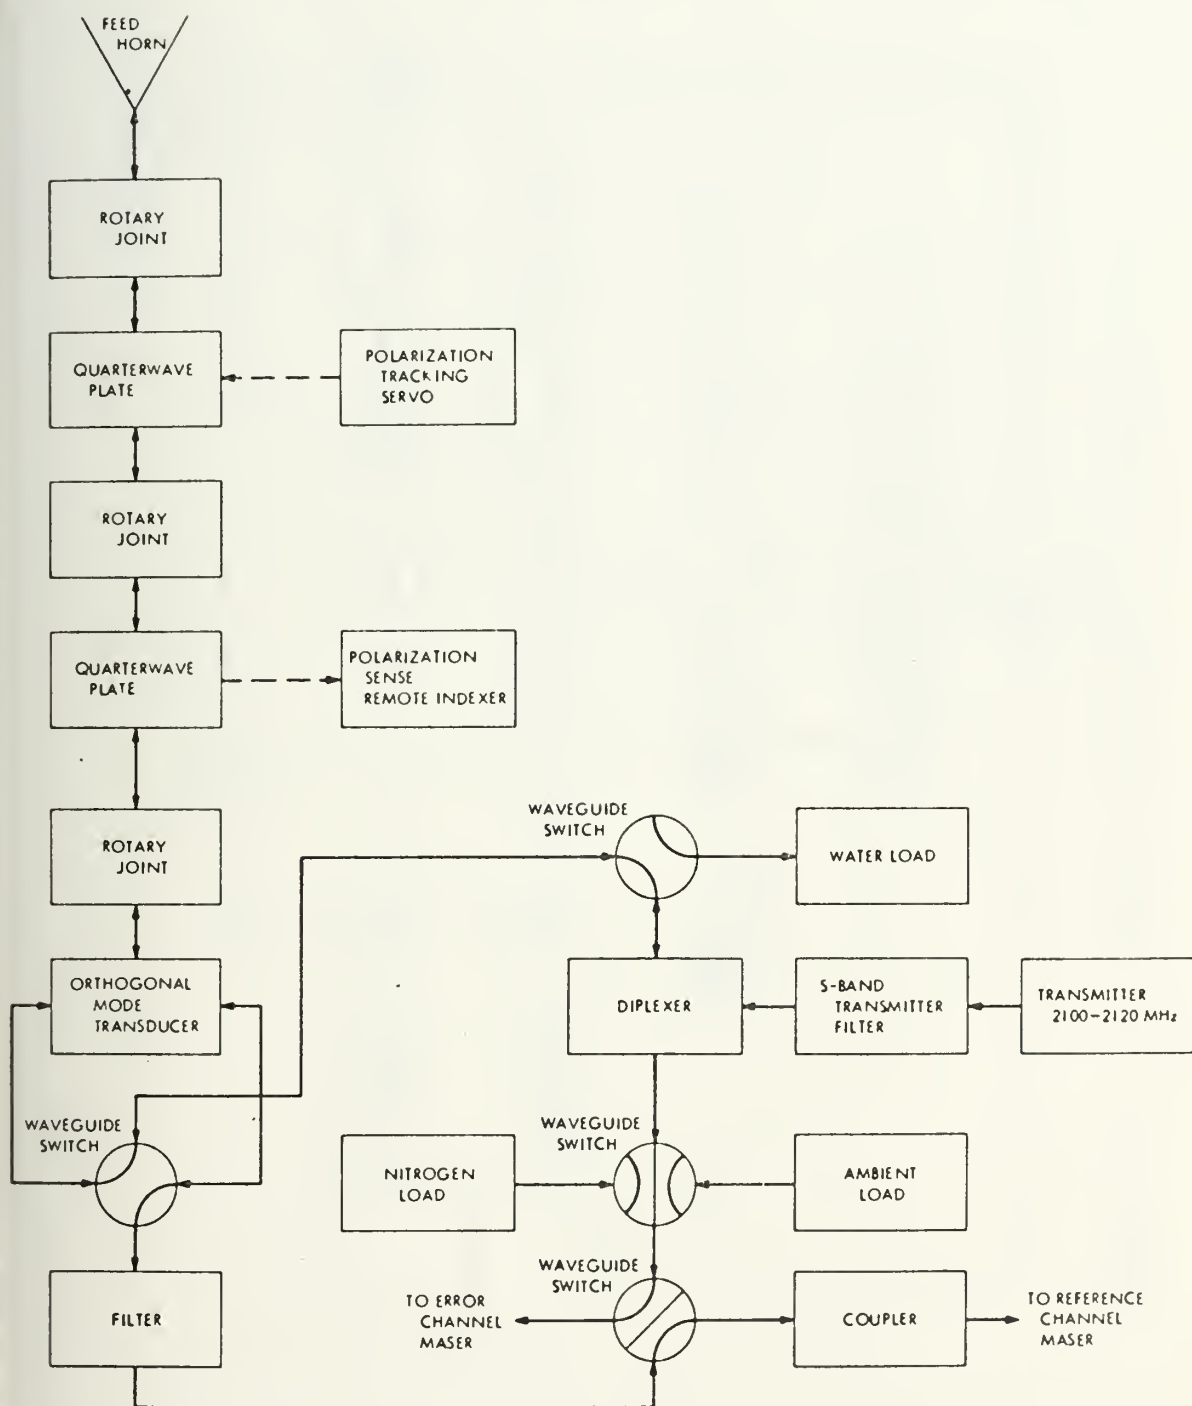 FEED
HORN
ROTARY
JOINT
QUARTERWAVE
PLATE
POLARIZATION
TRACKING
SERVO
ROTARY
JOINT
QUARTERWAVE
PLATE
POLARIZATION
SENSE
REMOTE INDEXER
ROTARY
JOINT
WAVEGUIDE
SWITCH
WATER LOAD
ORTHOGONAL
MODE
TRANSDUCER
DIPLEXER
S-BAND
TRANSMITTER
FILTER
TRANSMITTER
2100-2120 MHz
WAVEGUIDE
SWITCH
WAVEGUIDE
SWITCH
NITROGEN
LOAD
AMBIENT
LOAD
WAVEGUIDE
SWITCH
FILTER
TO ERROR
CHANNEL
MASER
COUPLER
TO REFERENCE
CHANNEL
MASER